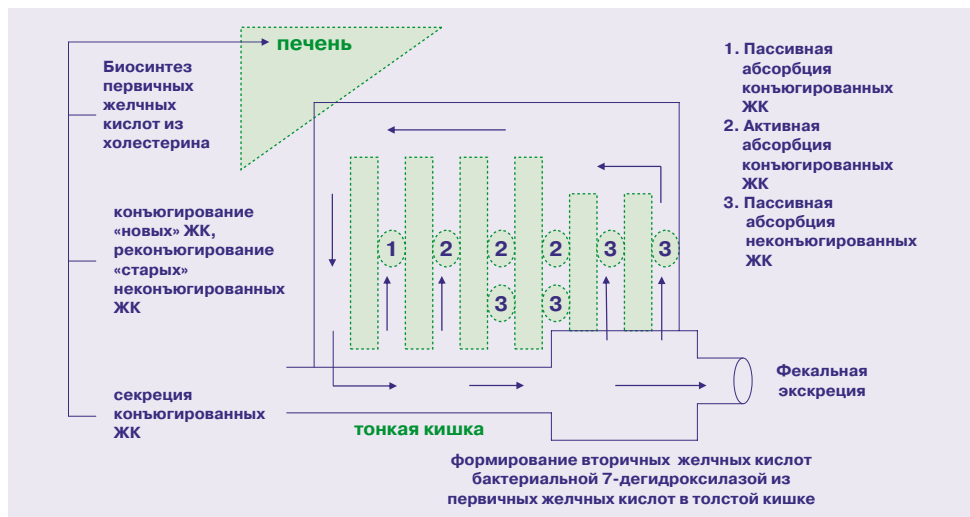 печень
Биосинтез
первичных
желчных
кислот из
холестерина
конъюгирование
«новых» ЖК,
реконъюгирование
«старых»
неконъюгированных
ЖК
секреция
конъюгированных
ЖК
1 2 2 2 3 3
3 3
тонкая кишка
формирование вторичных желчных кислот
бактериальной 7-дегидроксилазой из
первичных желчных кислот в толстой кишке
Фекальная
экскреция
1. Пассивная
абсорбция
конъюгированных
ЖК
2. Активная
абсорбция
конъюгированных
ЖК
3. Пассивная
абсорбция
неконъюгированных
ЖК